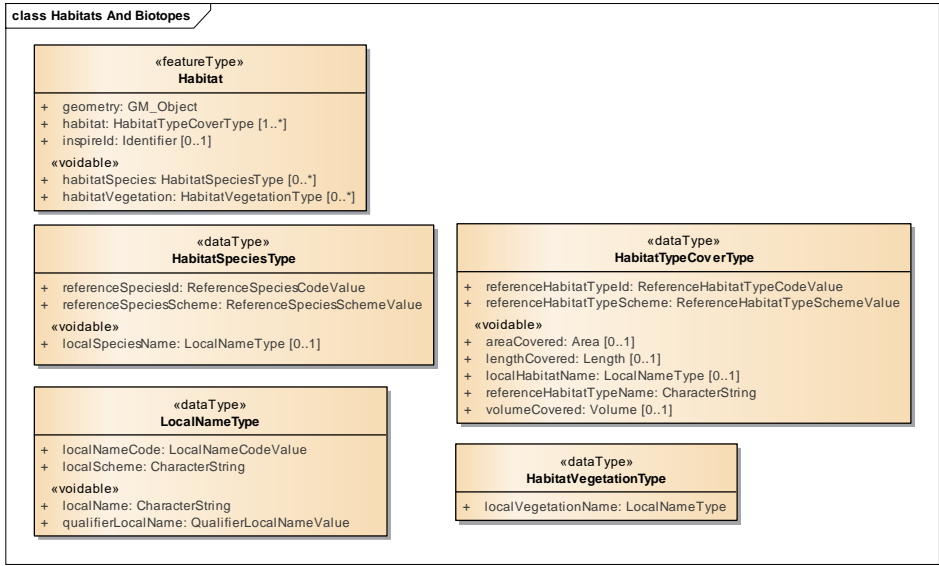 class Habitats And Biotopes
«featureType»
Habitat
+ geometry: GM_Object
+ habitat: HabitatTypeCoverType [1..*]
+ inspireId: Identifier [0..1]
«voidable»
+ habitatSpecies: HabitatSpeciesType [0..*]
+ habitatVegetation: HabitatVegetationType [0..*]
«dataType»
HabitatSpeciesType
+ referenceSpeciesId: ReferenceSpeciesCodeValue
+ referenceSpeciesScheme: ReferenceSpeciesSchemeValue
«voidable»
+ localSpeciesName: LocalNameType [0..1]
«dataType»
HabitatTypeCoverType
+ referenceHabitatTypeId: ReferenceHabitatTypeCodeValue
+ referenceHabitatTypeScheme: ReferenceHabitatTypeSchemeValue
«voidable»
+ areaCovered: Area [0..1]
+ lengthCovered: Length [0..1]
+ localHabitatName: LocalNameType [0..1]
+ referenceHabitatTypeName: CharacterString
+ volumeCovered: Volume [0..1]
«dataType»
LocalNameType
+ localNameCode: LocalNameCodeValue
+ localScheme: CharacterString
«voidable»
+ localName: CharacterString
+ qualifierLocalName: QualifierLocalNameValue
«dataType»
HabitatVegetationType
+ localVegetationName: LocalNameType